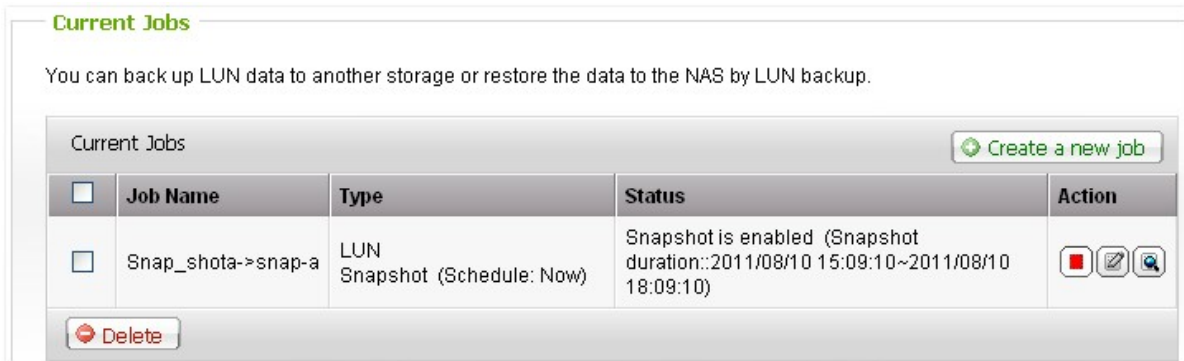 Current Jobs
You can back up LUN data to another storage or restore the data to the NAS by LUN backup.
Current Jobs
Create a new job
Job Name
Type
Status
Action
Snap_shota->snap-a
LUN
Snapshot (Schedule: Now)
Snapshot is enabled (Snapshot
duration::2011/08/10 15:09:10~2011/08/10
18:09:10)
Delete